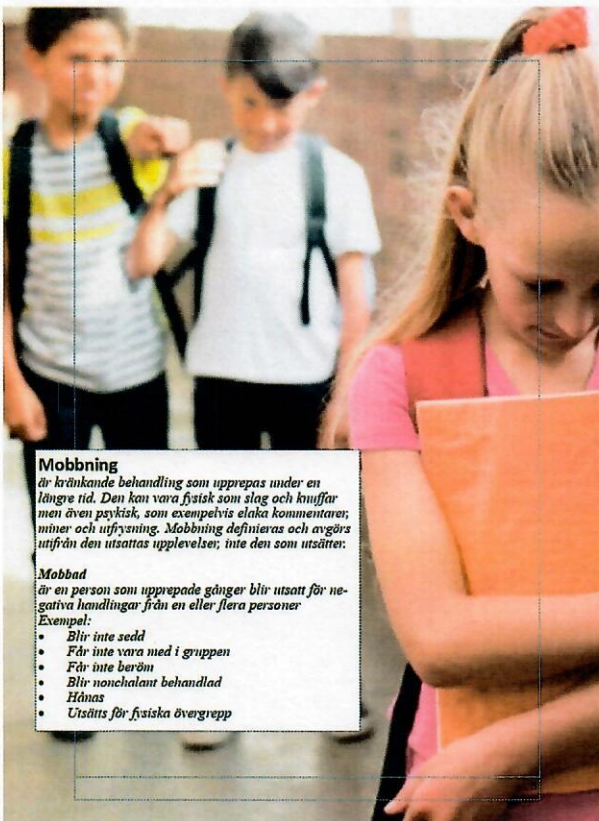 Mobbning
är kränkande behandling som upprepas under en
längre tid. Den kan vara fysisk som slag och knuffar
men även psykisk, som exempelvis elaka kommentarer,
miner och utfrysning. Mobbning definieras och avgörs
utifrån den utsattas upplevelser, inte den som utsätter.
Mobbad
är en person som upprepade gånger blir utsatt för ne-
gativa handlingar från en eller flera personer
Exempel:
• Blir inte sedd
• Får inte vara med i gruppen
• Får inte beröm
• Blir nonchalant behandlad
• Hånas
• Utsätts för fysiska övergrepp